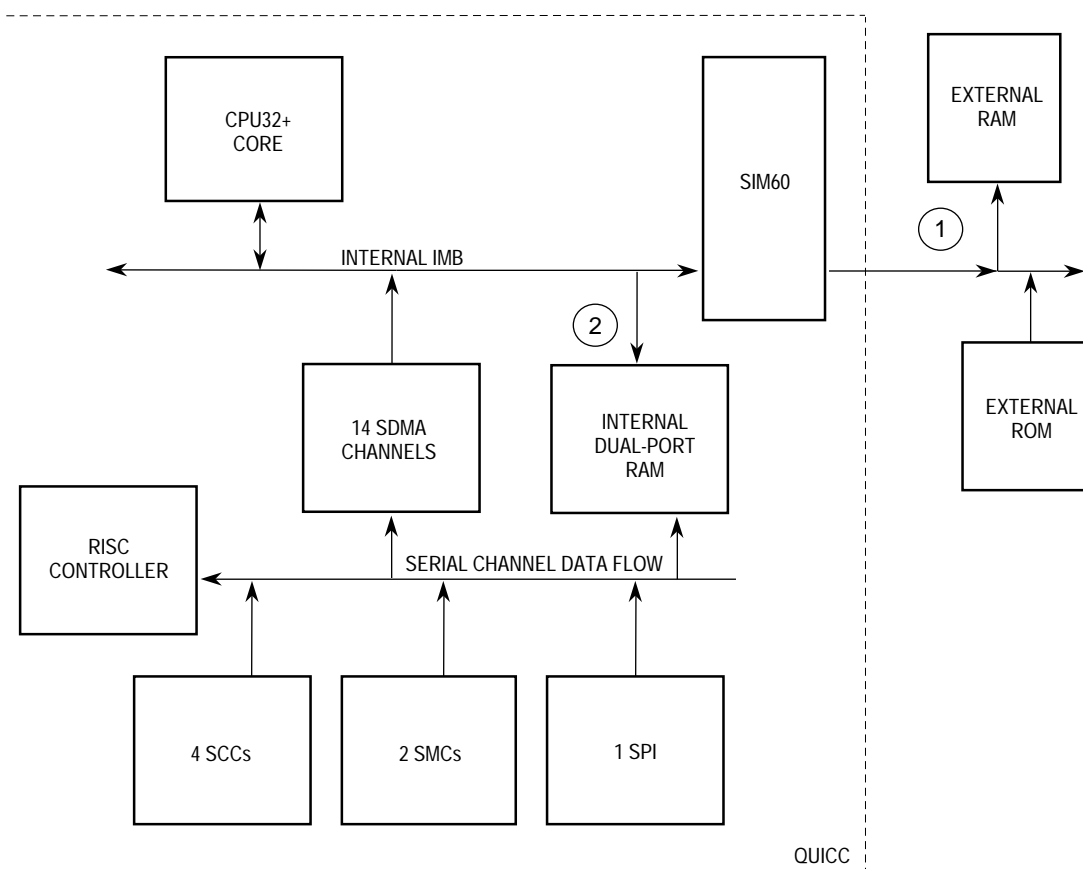 CPU32+
CORE
SIM60
EXTERNAL
RAM
1
INTERNAL IMB
2
14 SDMA
CHANNELS
INTERNAL
DUAL-PORT
RAM
EXTERNAL
ROM
RISC
CONTROLLER
SERIAL CHANNEL DATA FLOW
4 SCCs
2 SMCs
1 SPI
QUICC